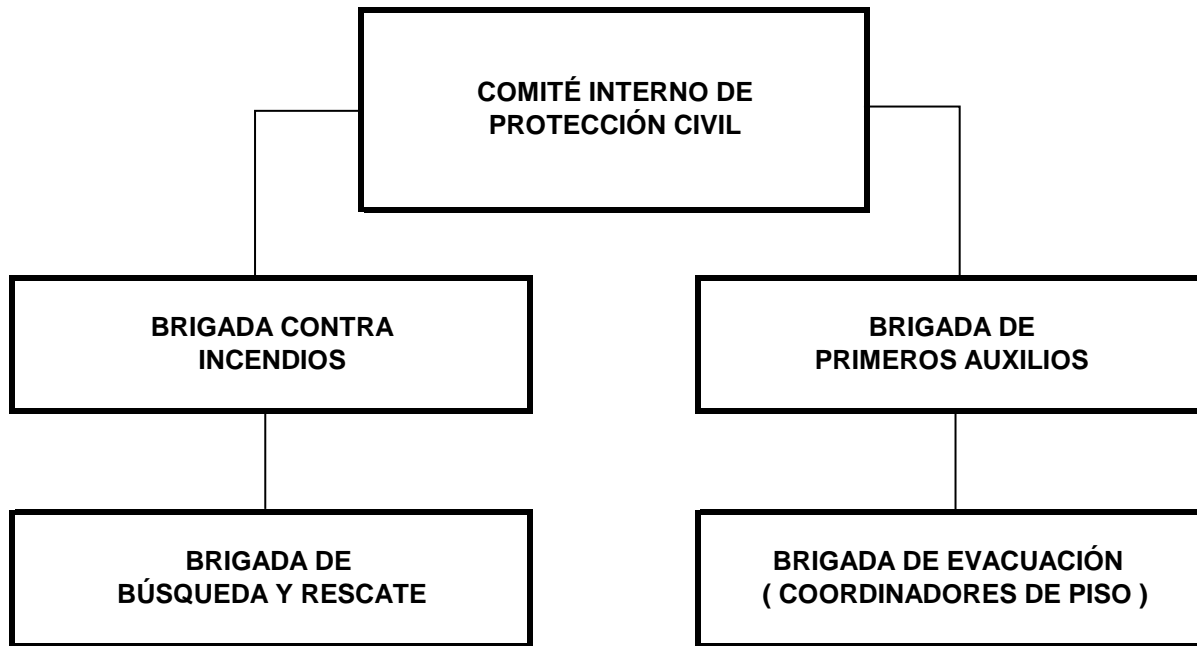 COMITÉ INTERNO DE
PROTECCIÓN CIVIL
BRIGADA CONTRA
INCENDIOS
BRIGADA DE
PRIMEROS AUXILIOS
BRIGADA DE
BÚSQUEDA Y RESCATE
BRIGADA DE EVACUACIÓN
( COORDINADORES DE PISO )